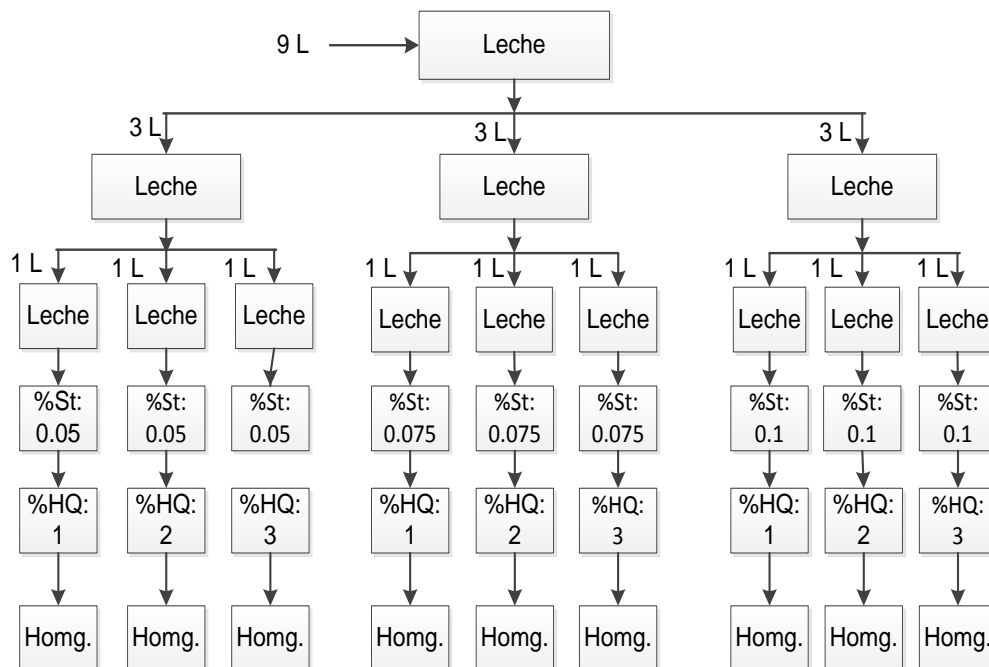 9 L
Leche
3 L
3 L
3 L
Leche
Leche
Leche
1 L
1 L
1 L
1 L
1 L
1 L
1 L
1 L
1 L
Leche
Leche
Leche
Leche
Leche
Leche
Leche
Leche
Leche
%St:
0.05
%St:
0.05
%St:
0.05
%St:
0.075
%St:
0.075
%St:
0.075
%St:
0.1
%St:
0.1
%St:
0.1
%HQ:
1
%HQ:
2
%HQ:
3
%HQ:
1
%HQ:
2
%HQ:
3
%HQ:
1
%HQ:
2
%HQ:
3
Homg.
Homg.
Homg.
Homg.
Homg.
Homg.
Homg.
Homg.
Homg.